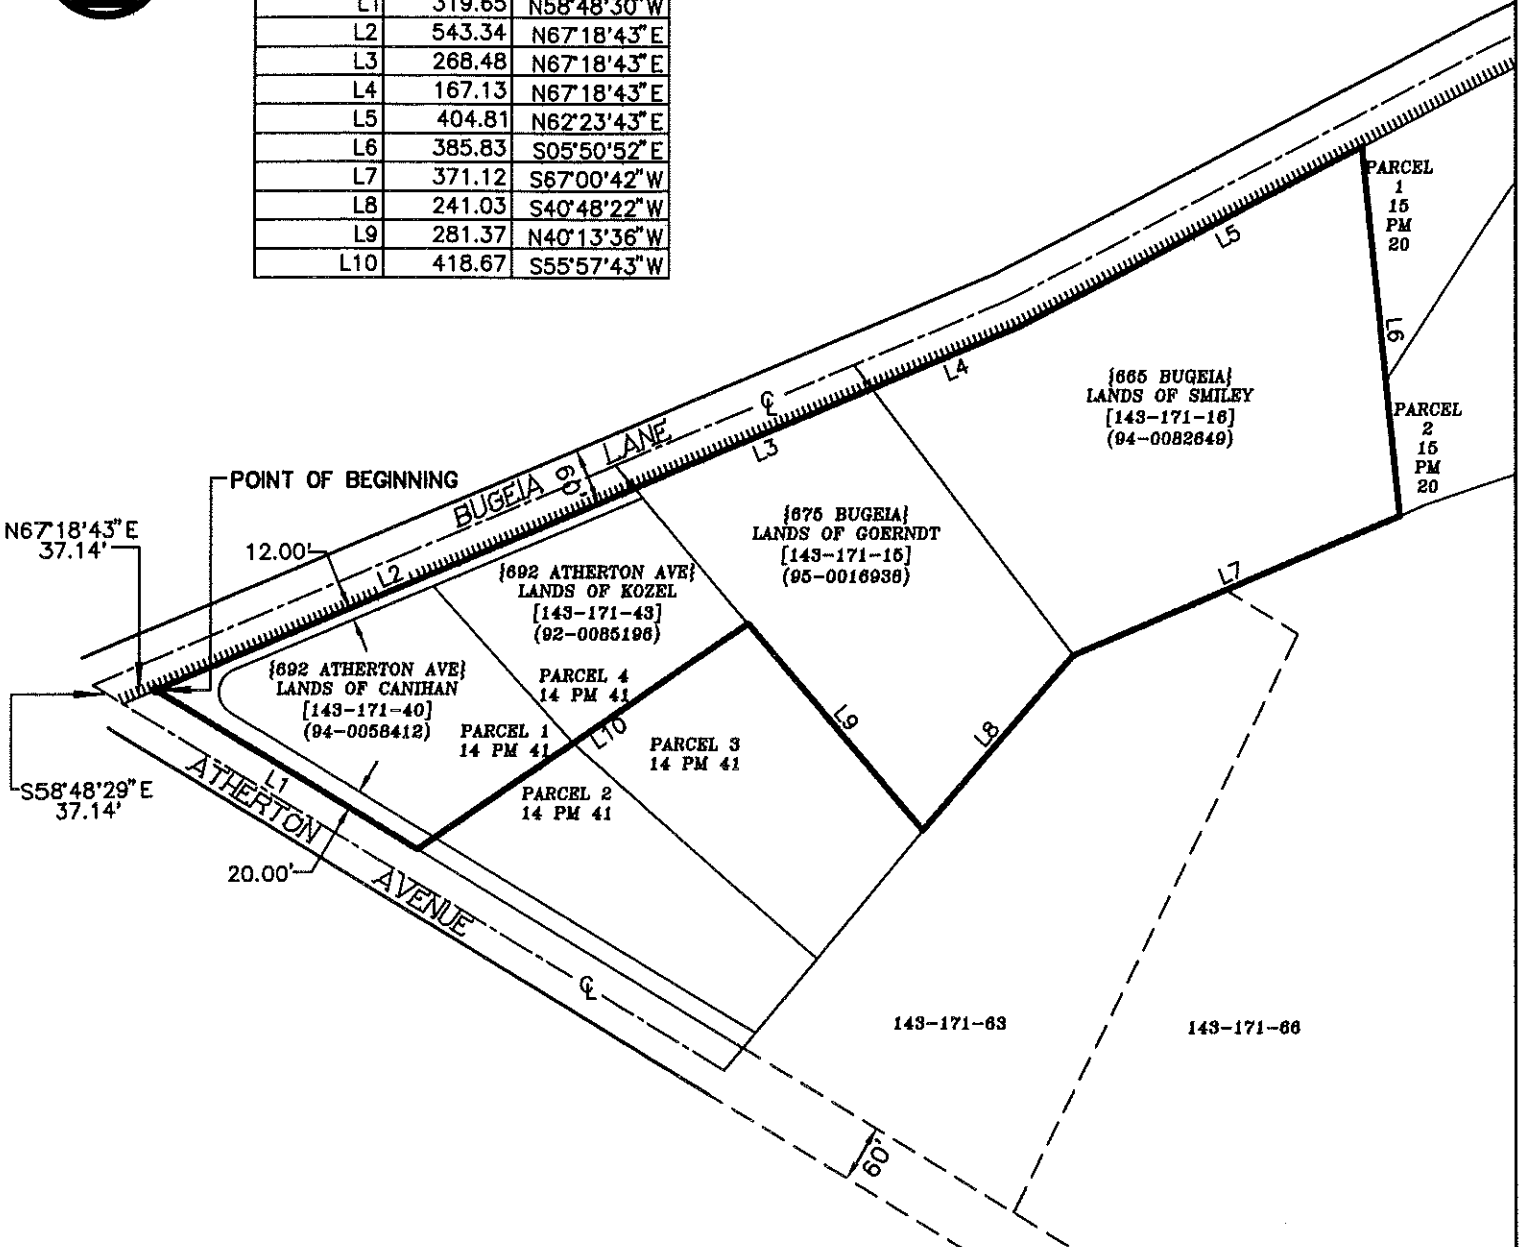 L1 319.65 N58°48'30"W
L2 543.34 N67°18'43"E
L3 268.48 N67°18'43"E
L4 167.13 N67°18'43"E
L5 404.81 N62°23'43"E
L6 385.83 S05°50'52"E
L7 371.12 S67°00'42"W
L8 241.03 S40°48'22"W
L9 281.37 N40°13'36"W
L10 418.67 S55°57'43"W
PARCEL
1
15
PM
20
L5
L6
L4
{665 BUGEIA}
LANDS OF SMILEY
[143-171-16]
(94-0082649)
PARCEL
2
15
PM
20
℄
L3
BUGEIA LANE
60'
POINT OF BEGINNING
N67°18'43"E
37.14'
12.00'
L2
{675 BUGEIA}
LANDS OF GOERNDT
[143-171-15]
(95-0016936)
{692 ATHERTON AVE}
LANDS OF KOZEL
[143-171-43]
(92-0085196)
PARCEL 4
14 PM 41
L7
{692 ATHERTON AVE}
LANDS OF CANIHAN
[143-171-40]
(94-0058412)
PARCEL 1
14 PM 41
L10
PARCEL 3
14 PM 41
L9
L8
L1
S58°48'29"E
37.14'
PARCEL 2
14 PM 41
20.00'
ATHERTON AVENUE
℄
143-171-63
143-171-66
60'